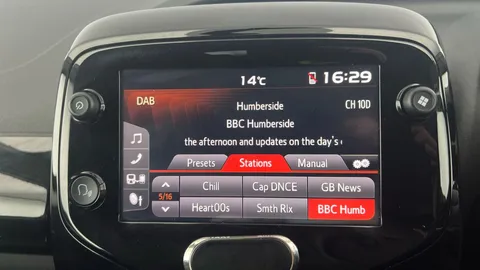 14°C 16:29
DAB Humberside CH 10D
BBC Humberside
the afternoon and updates on the day's
Presets Stations Manual
Chill Cap DNCE GB News
5/16
Heart00s Smth Rlx BBC Humb